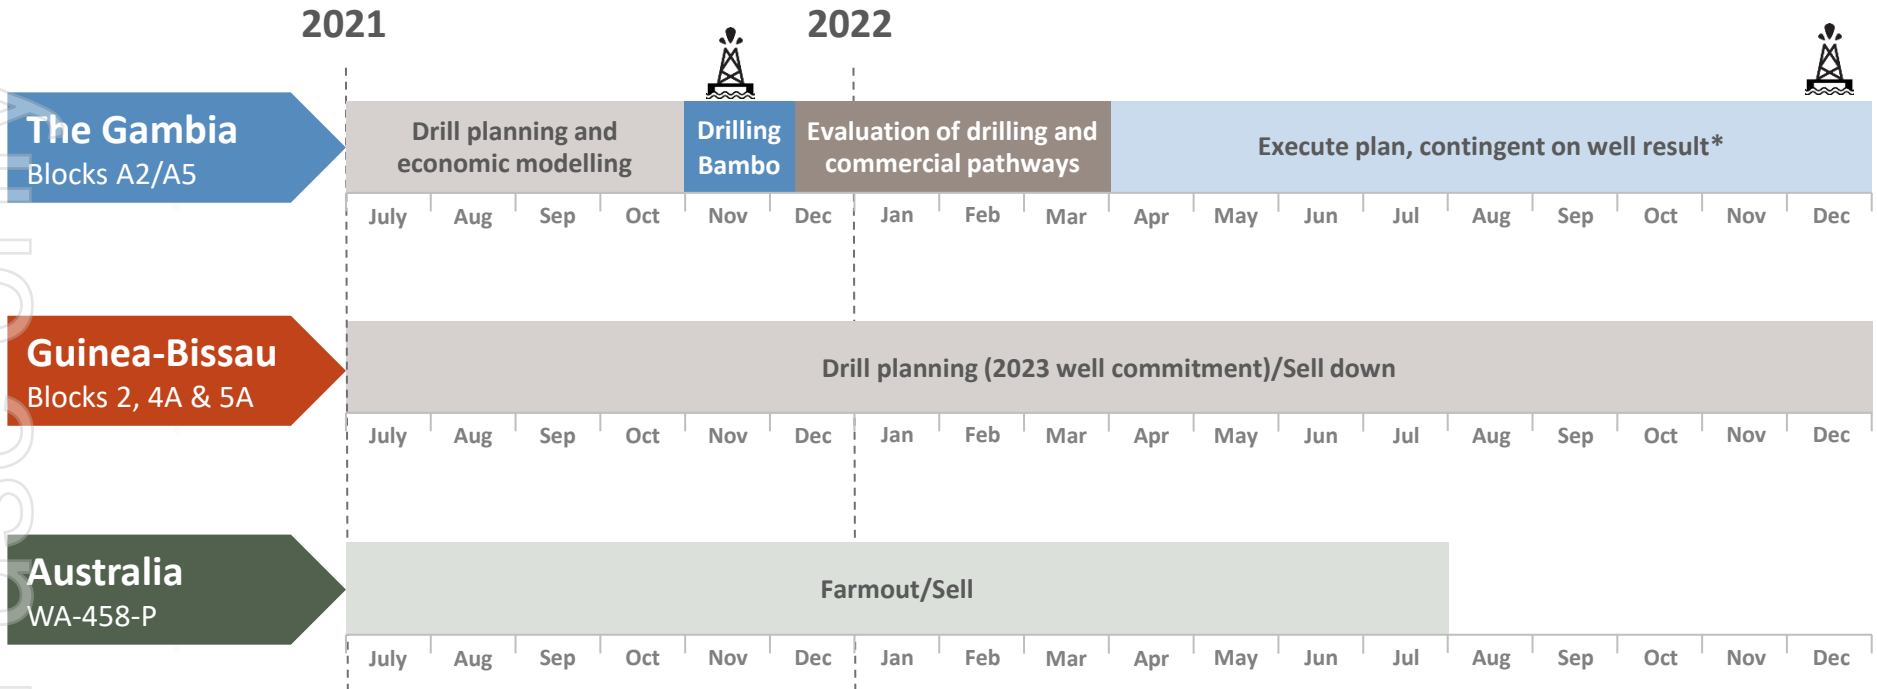 2021
2022
The Gambia
Blocks A2/A5
Drill planning and
economic modelling
Drilling
Bambo
Evaluation of drilling and
commercial pathways
Execute plan, contingent on well result*
July Aug Sep Oct Nov Dec Jan Feb Mar Apr May Jun Jul Aug Sep Oct Nov Dec
Guinea-Bissau
Blocks 2, 4A & 5A
Drill planning (2023 well commitment)/Sell down
July Aug Sep Oct Nov Dec Jan Feb Mar Apr May Jun Jul Aug Sep Oct Nov Dec
Australia
WA-458-P
Farmout/Sell
July Aug Sep Oct Nov Dec Jan Feb Mar Apr May Jun Jul Aug Sep Oct Nov Dec